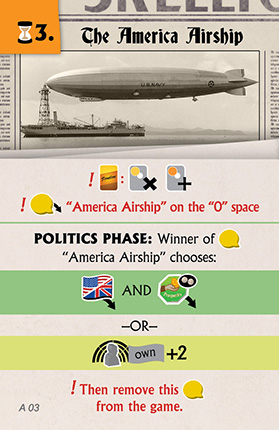 3.
The America Airship
U.S. NAVY
! : 
! "America Airship" on the "0" space
POLITICS PHASE: Winner of
"America Airship" chooses:
AND
–OR–
own +2
! Then remove this
from the game.
A 03